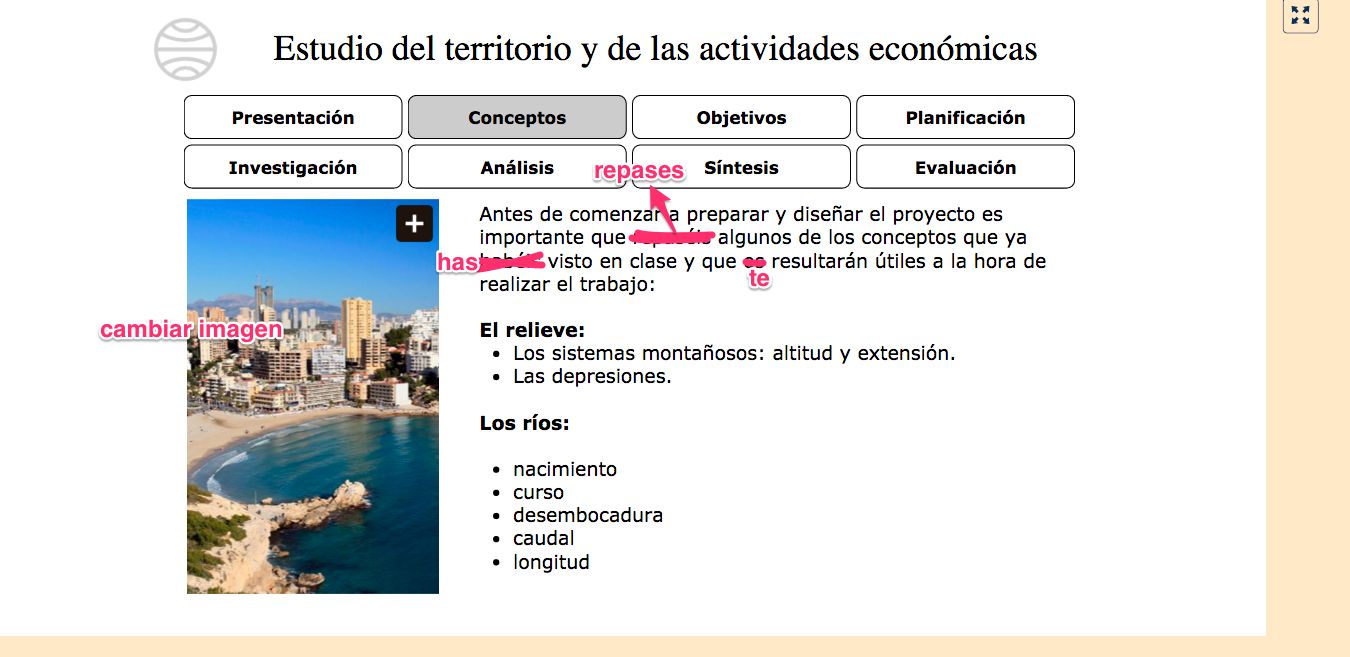 Estudio del territorio y de las actividades económicas
Presentación
Conceptos
Objetivos
Planificación
Investigación
Análisis
Síntesis
Evaluación
repases
Antes de comenzar a preparar y diseñar el proyecto es
importante que repaséis algunos de los conceptos que ya
has habéis visto en clase y que os resultarán útiles a la hora de
te
realizar el trabajo:
cambiar imagen
El relieve:
• Los sistemas montañosos: altitud y extensión.
• Las depresiones.
Los ríos:
• nacimiento
• curso
• desembocadura
• caudal
• longitud